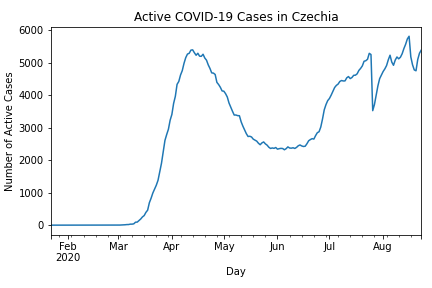 Active COVID-19 Cases in Czechia
Number of Active Cases
6000
5000
4000
3000
2000
1000
0
Feb Mar Apr May Jun Jul Aug
2020
Day